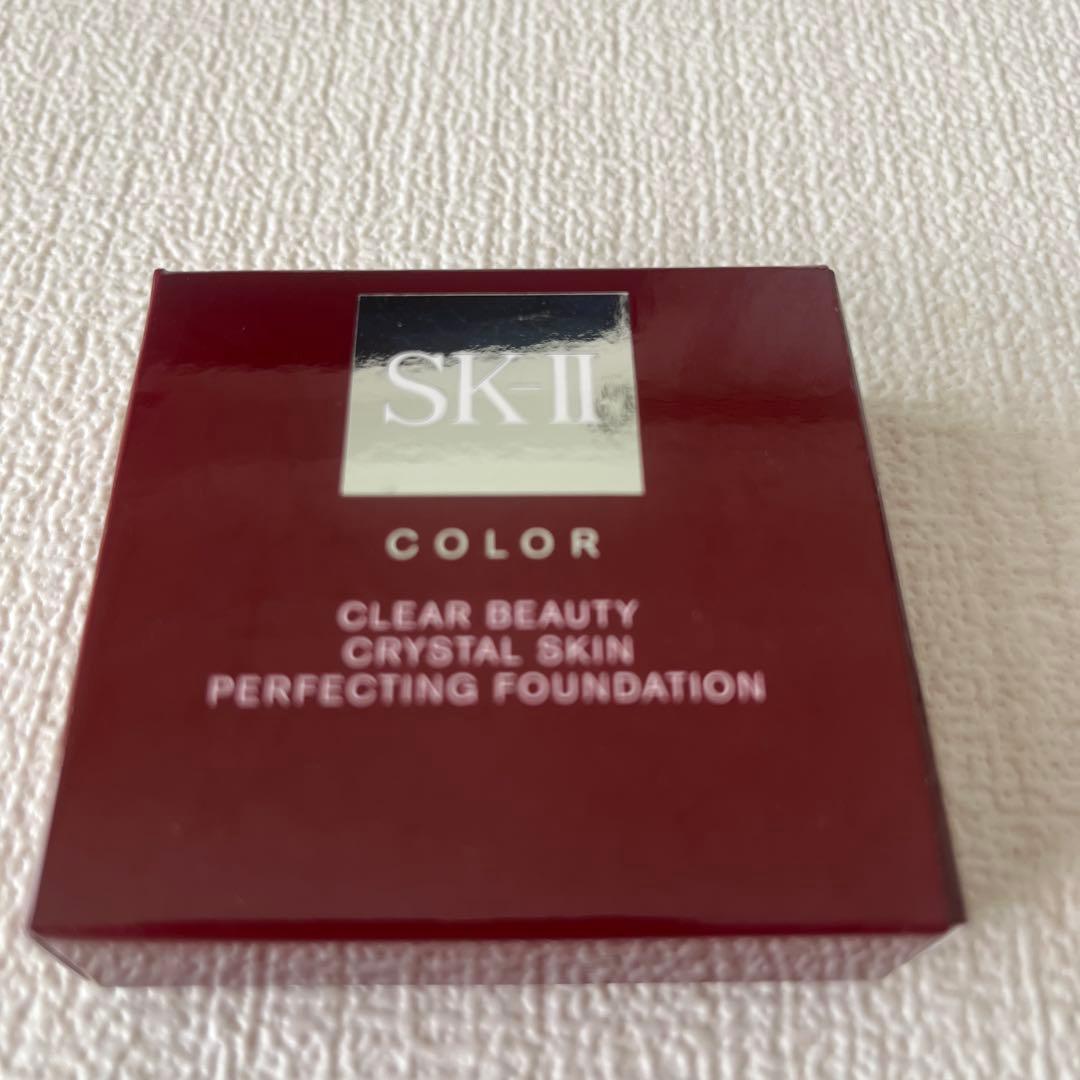 SK-II
COLOR
CLEAR BEAUTY
CRYSTAL SKIN
PERFECTING FOUNDATION